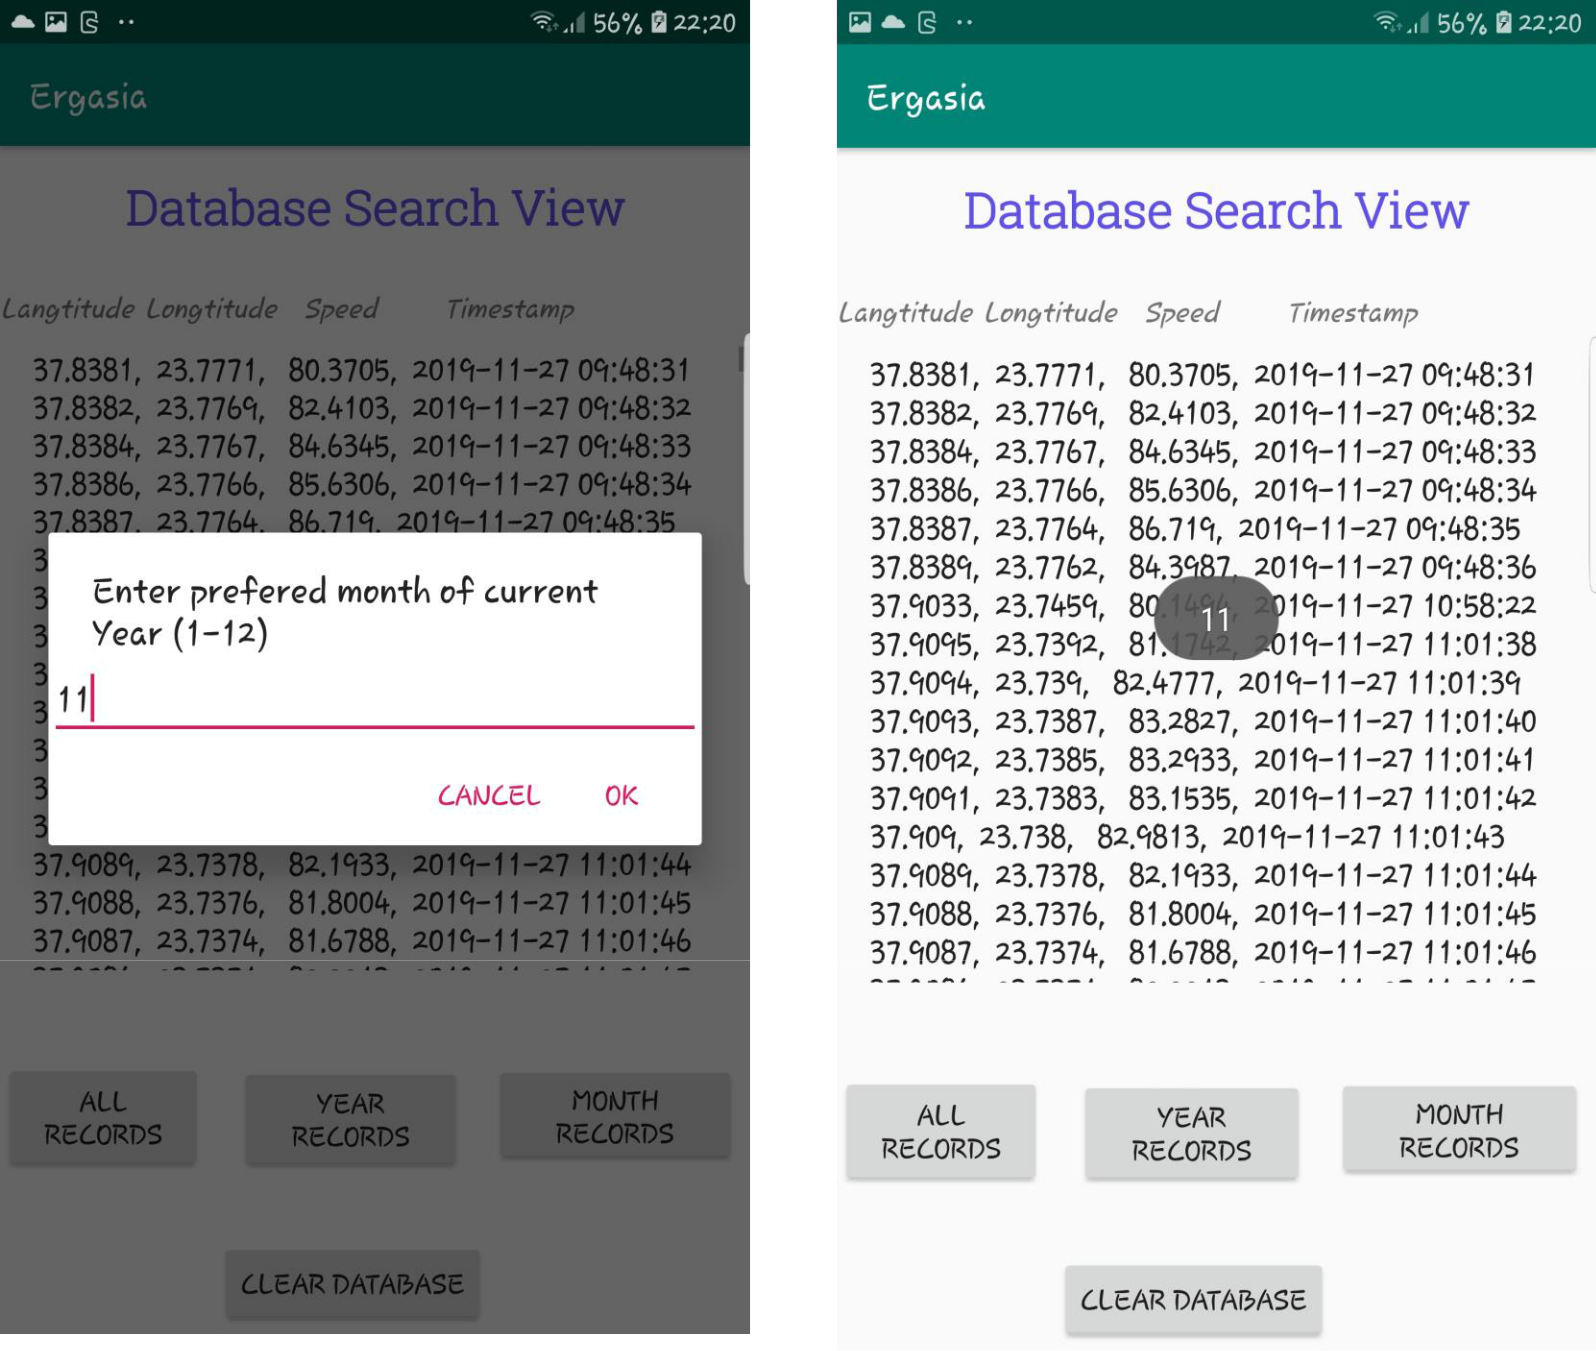 56% 22:20
Ergasia
Database Search View
Langtitude Longtitude Speed Timestamp
37.8381, 23.7771, 80.3705, 2019-11-27 09:48:31
37.8382, 23.7769, 82.4103, 2019-11-27 09:48:32
37.8384, 23.7767, 84.6345, 2019-11-27 09:48:33
37.8386, 23.7766, 85.6306, 2019-11-27 09:48:34
37.8387, 23.7764, 86.719, 2019-11-27 09:48:35
Enter prefered month of current
Year (1-12)
11
CANCEL OK
37.9089, 23.7378, 82.1933, 2019-11-27 11:01:44
37.9088, 23.7376, 81.8004, 2019-11-27 11:01:45
37.9087, 23.7374, 81.6788, 2019-11-27 11:01:46
ALL RECORDS
YEAR RECORDS
MONTH RECORDS
CLEAR DATABASE
56% 22:20
Ergasia
Database Search View
Langtitude Longtitude Speed Timestamp
37.8381, 23.7771, 80.3705, 2019-11-27 09:48:31
37.8382, 23.7769, 82.4103, 2019-11-27 09:48:32
37.8384, 23.7767, 84.6345, 2019-11-27 09:48:33
37.8386, 23.7766, 85.6306, 2019-11-27 09:48:34
37.8387, 23.7764, 86.719, 2019-11-27 09:48:35
37.8389, 23.7762, 84.3987, 2019-11-27 09:48:36
37.9033, 23.7459, 80.1494, 2019-11-27 10:58:22
11
37.9095, 23.7392, 81.1742, 2019-11-27 11:01:38
37.9094, 23.739, 82.4777, 2019-11-27 11:01:39
37.9093, 23.7387, 83.2827, 2019-11-27 11:01:40
37.9092, 23.7385, 83.2933, 2019-11-27 11:01:41
37.9091, 23.7383, 83.1535, 2019-11-27 11:01:42
37.909, 23.738, 82.9813, 2019-11-27 11:01:43
37.9089, 23.7378, 82.1933, 2019-11-27 11:01:44
37.9088, 23.7376, 81.8004, 2019-11-27 11:01:45
37.9087, 23.7374, 81.6788, 2019-11-27 11:01:46
ALL RECORDS
YEAR RECORDS
MONTH RECORDS
CLEAR DATABASE